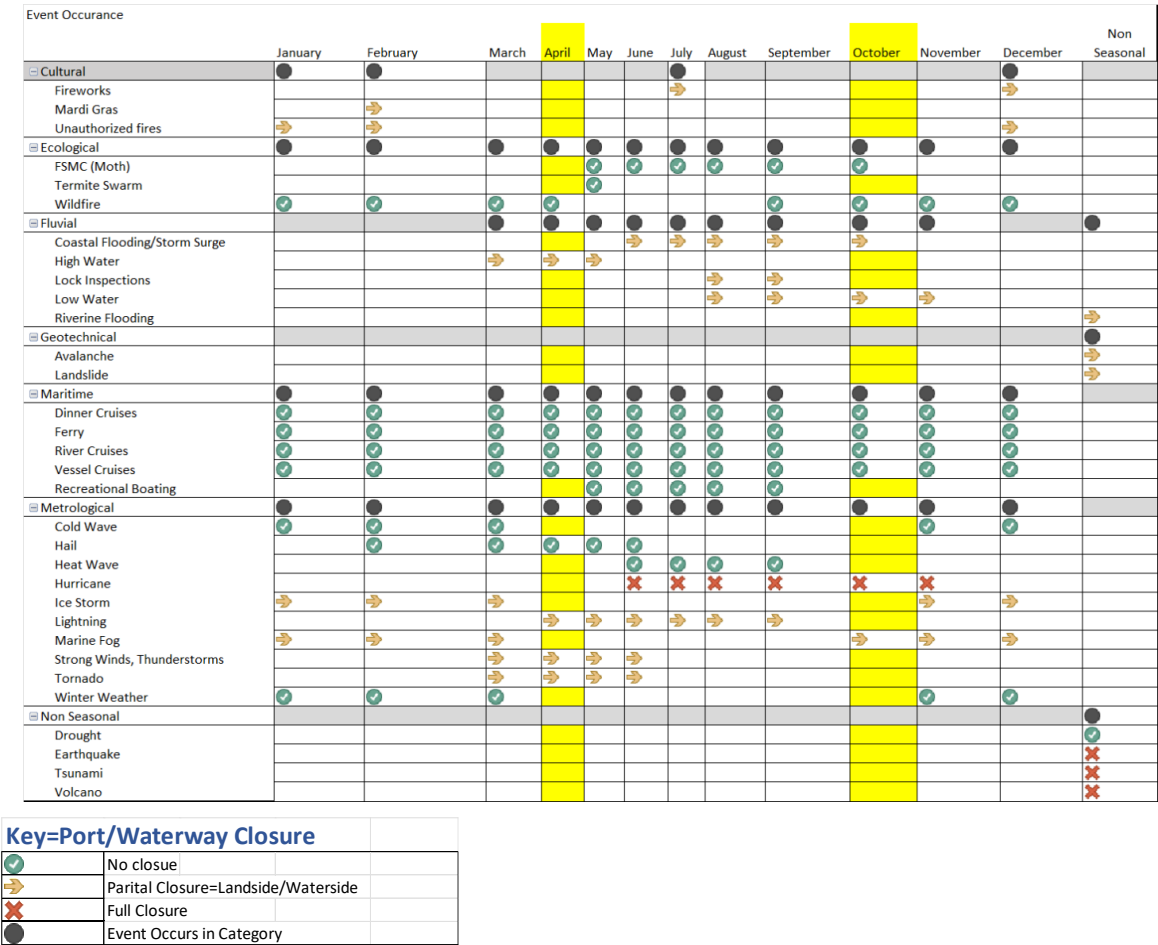 Event Occurance
Non
January February March April May June July August September October November December Seasonal
Cultural
Fireworks
Mardi Gras
Unauthorized fires
Ecological
FSMC (Moth)
Termite Swarm
Wildfire
Fluvial
Coastal Flooding/Storm Surge
High Water
Lock Inspections
Low Water
Riverine Flooding
Geotechnical
Avalanche
Landslide
Maritime
Dinner Cruises
Ferry
River Cruises
Vessel Cruises
Recreational Boating
Metrological
Cold Wave
Hail
Heat Wave
Hurricane
Ice Storm
Lightning
Marine Fog
Strong Winds, Thunderstorms
Tornado
Winter Weather
Non Seasonal
Drought
Earthquake
Tsunami
Volcano
Key=Port/Waterway Closure
No closue
Parital Closure=Landside/Waterside
Full Closure
Event Occurs in Category